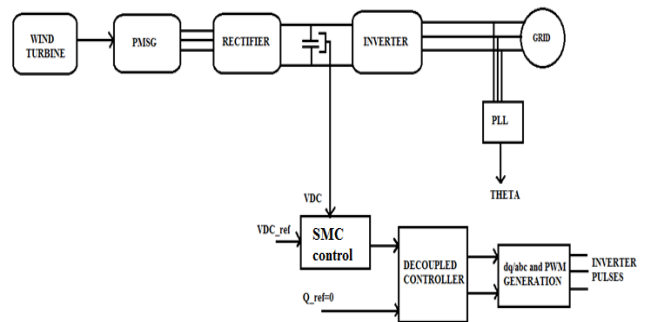 WIND
TURBINE
PMSG
RECTIFIER
INVERTER
GRID
PLL
THETA
VDC
VDC_ref
SMC
control
DECOUPLED
CONTROLLER
dq/abc and PWM
GENERATION
INVERTER
PULSES
Q_ref=0